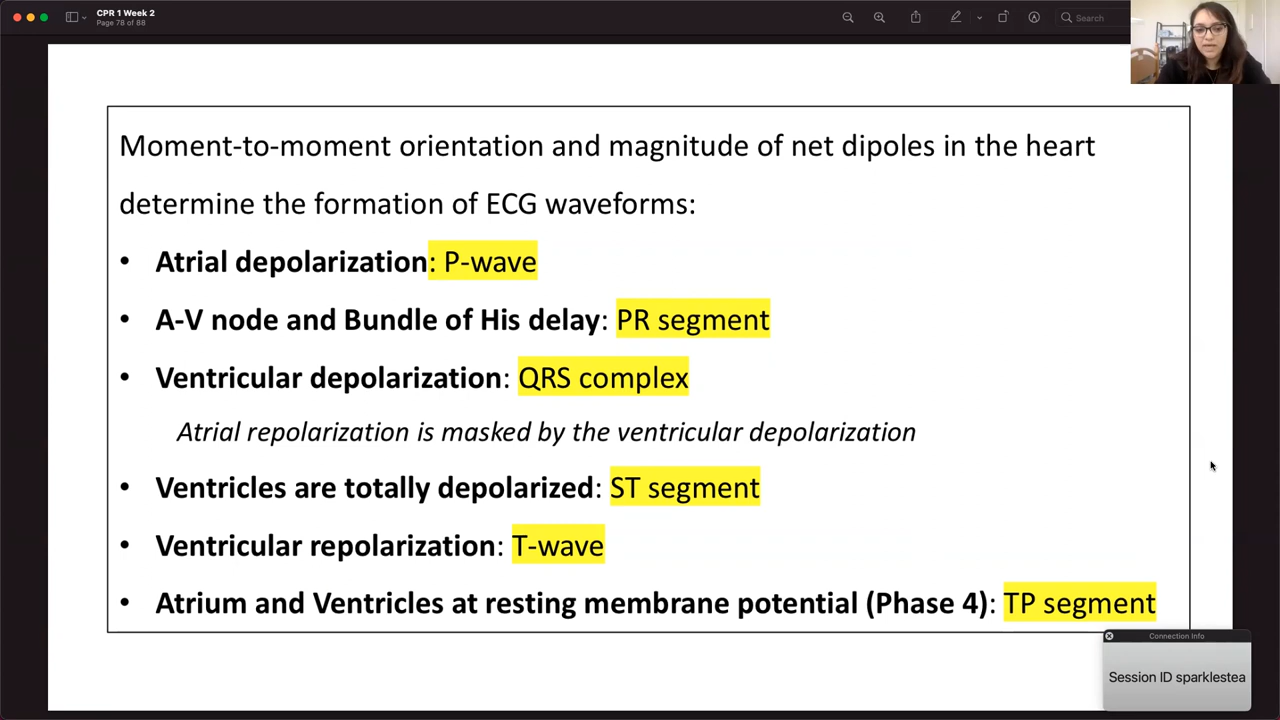 CPR 1 Week 2
Page 78 of 88
Search
Moment-to-moment orientation and magnitude of net dipoles in the heart
determine the formation of ECG waveforms:
• Atrial depolarization: P-wave
• A-V node and Bundle of His delay: PR segment
• Ventricular depolarization: QRS complex
Atrial repolarization is masked by the ventricular depolarization
• Ventricles are totally depolarized: ST segment
• Ventricular repolarization: T-wave
• Atrium and Ventricles at resting membrane potential (Phase 4): TP segment
Connection Info
Session ID sparklestea